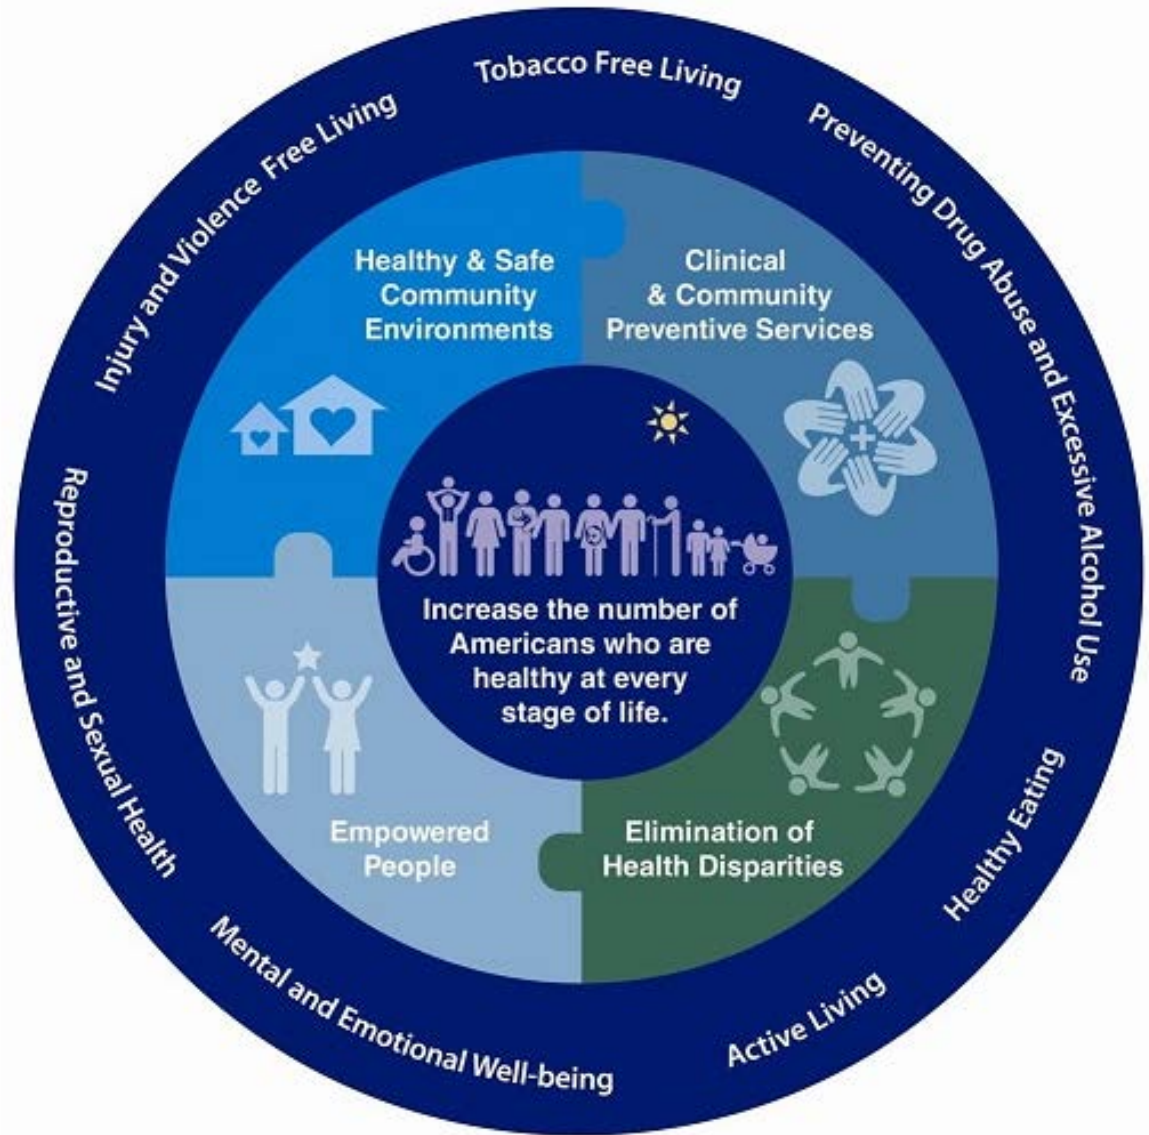 Tobacco Free Living
Preventing Drug Abuse and Excessive Alcohol Use
Healthy Eating
Active Living
Mental and Emotional Well-being
Reproductive and Sexual Health
Injury and Violence Free Living
Healthy & Safe
Community
Environments
Clinical
& Community
Preventive Services
Increase the number of
Americans who are
healthy at every
stage of life.
Empowered
People
Elimination of
Health Disparities